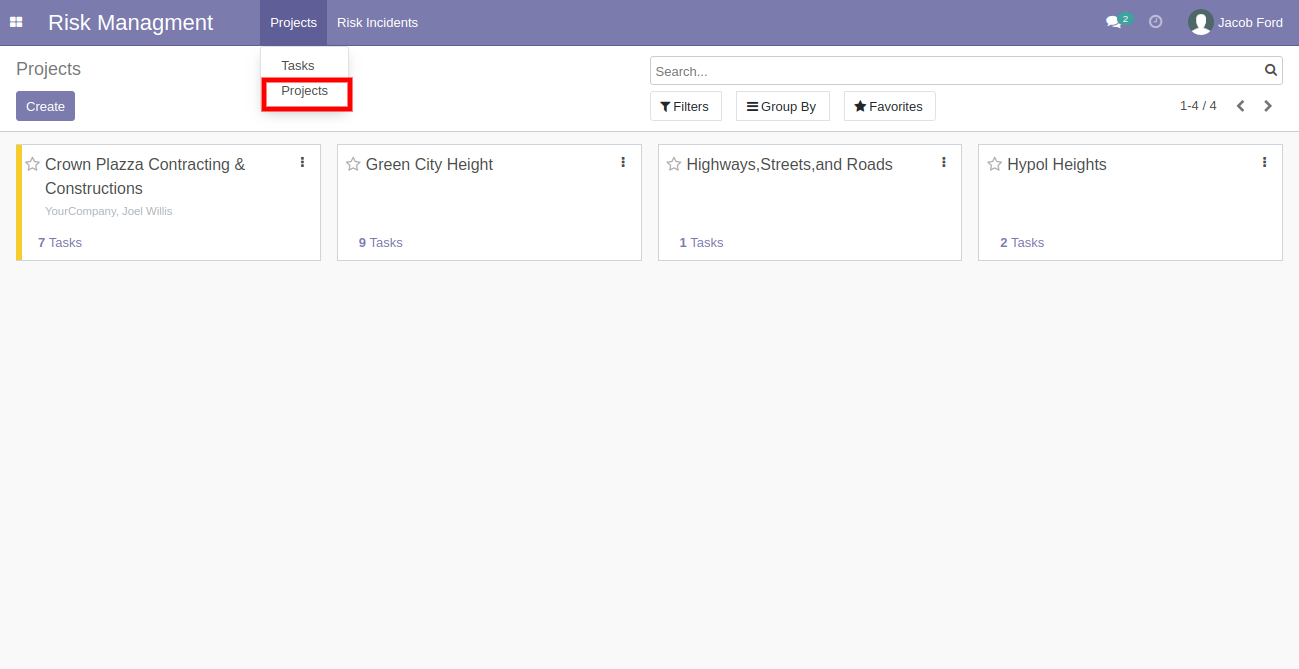 Risk Managment
Projects
Risk Incidents
2
Jacob Ford
Tasks
Projects
Projects
Create
Search...
Filters
Group By
Favorites
1-4 / 4
Crown Plazza Contracting &
Constructions
YourCompany, Joel Willis
7 Tasks
Green City Height
9 Tasks
Highways,Streets,and Roads
1 Tasks
Hypol Heights
2 Tasks